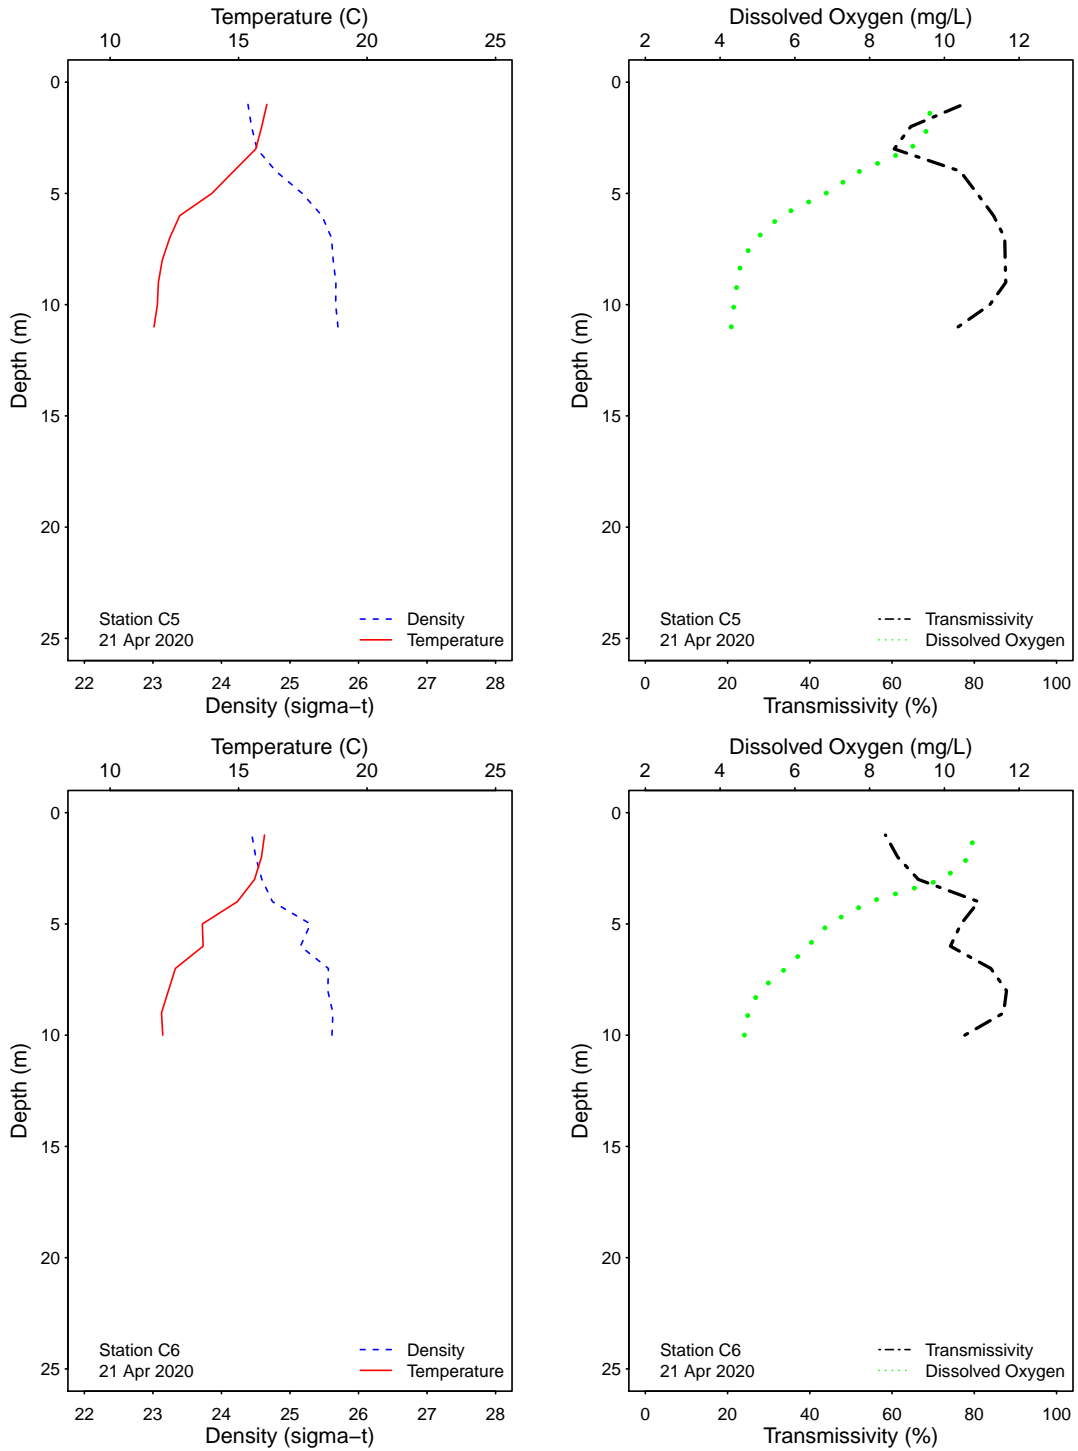 Temperature (C)
10 15 20 25
0
5
10
15
20
25
Depth (m)
Station C5
21 Apr 2020
Density
Temperature
22 23 24 25 26 27 28
Density (sigma−t)
Dissolved Oxygen (mg/L)
2 4 6 8 10 12
0
5
10
15
20
25
Depth (m)
Station C5
21 Apr 2020
Transmissivity
Dissolved Oxygen
0 20 40 60 80 100
Transmissivity (%)
Temperature (C)
10 15 20 25
0
5
10
15
20
25
Depth (m)
Station C6
21 Apr 2020
Density
Temperature
22 23 24 25 26 27 28
Density (sigma−t)
Dissolved Oxygen (mg/L)
2 4 6 8 10 12
0
5
10
15
20
25
Depth (m)
Station C6
21 Apr 2020
Transmissivity
Dissolved Oxygen
0 20 40 60 80 100
Transmissivity (%)